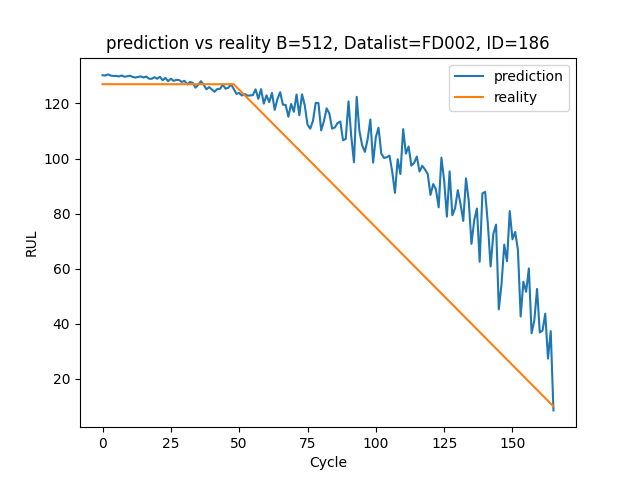 prediction vs reality B=512, Datalist=FD002, ID=186
prediction
reality
RUL
120
100
80
60
40
20
0 25 50 75 100 125 150
Cycle